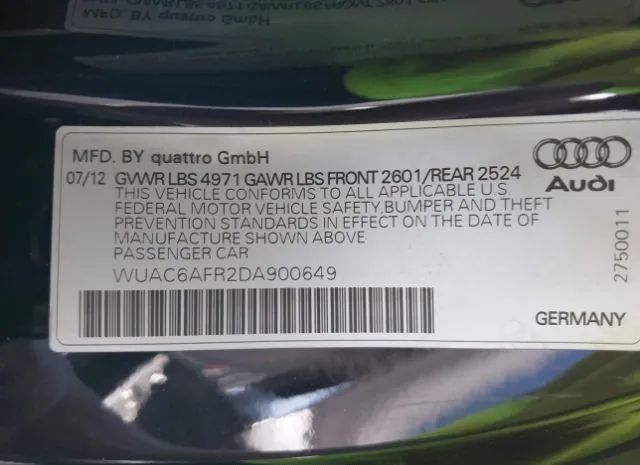 MFD. BY quattro GmbH
07/12 GVWR LBS 4971 GAWR LBS FRONT 2601/REAR 2524
THIS VEHICLE CONFORMS TO ALL APPLICABLE U.S.
FEDERAL MOTOR VEHICLE SAFETY,BUMPER AND THEFT
PREVENTION STANDARDS IN EFFECT ON THE DATE OF
MANUFACTURE SHOWN ABOVE
PASSENGER CAR
WUAC6AFR2DA900649
Audi
2750011
GERMANY